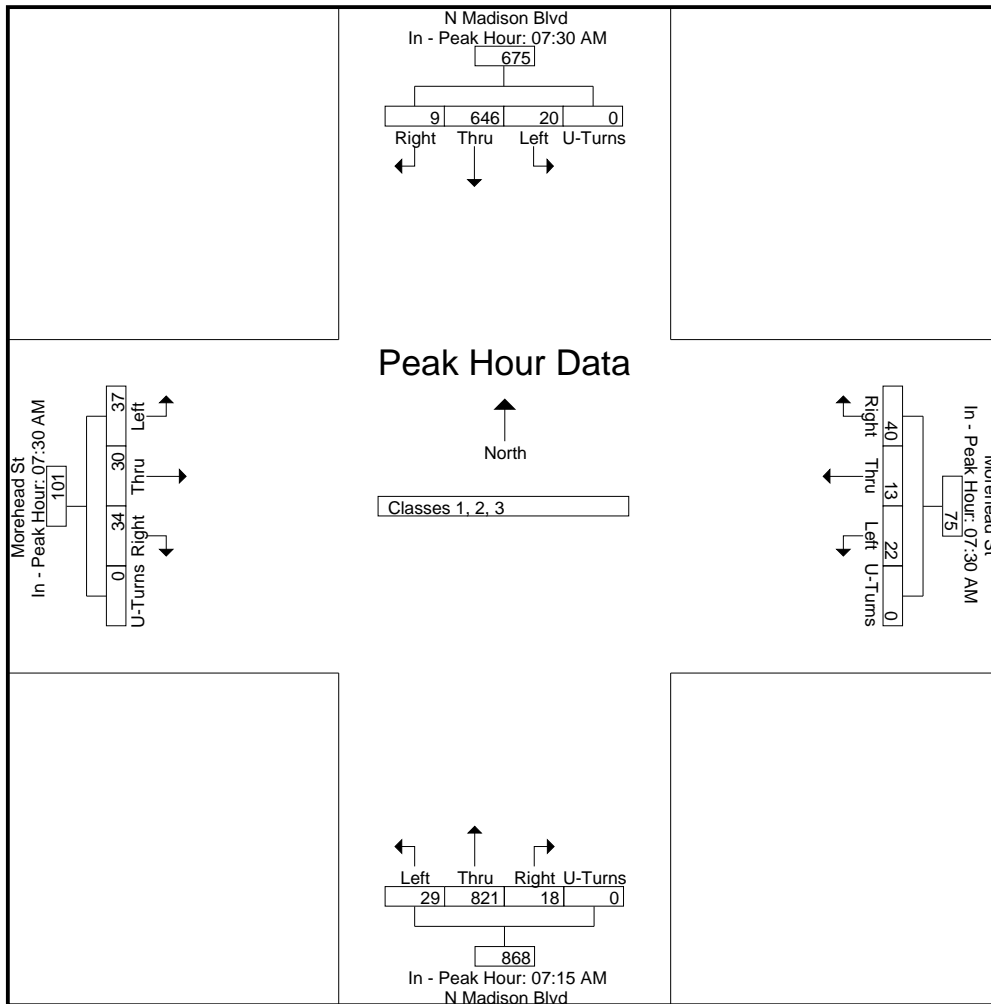 N Madison Blvd
In - Peak Hour: 07:30 AM
675
9 646 20 0
Right Thru Left U-Turns
Peak Hour Data
North
Classes 1, 2, 3
Morehead St
In - Peak Hour: 07:30 AM
101
37 30 34 0
Left Thru Right U-Turns
Morehead St
In - Peak Hour: 07:30 AM
75
40 13 22 0
Right Thru Left U-Turns
Left Thru Right U-Turns
29 821 18 0
868
In - Peak Hour: 07:15 AM
N Madison Blvd